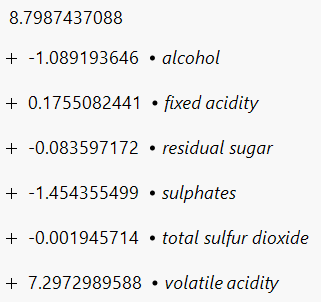 8.7987437088
+ -1.089193646 • alcohol
+ 0.1755082441 • fixed acidity
+ -0.083597172 • residual sugar
+ -1.454355499 • sulphates
+ -0.001945714 • total sulfur dioxide
+ 7.2972989588 • volatile acidity